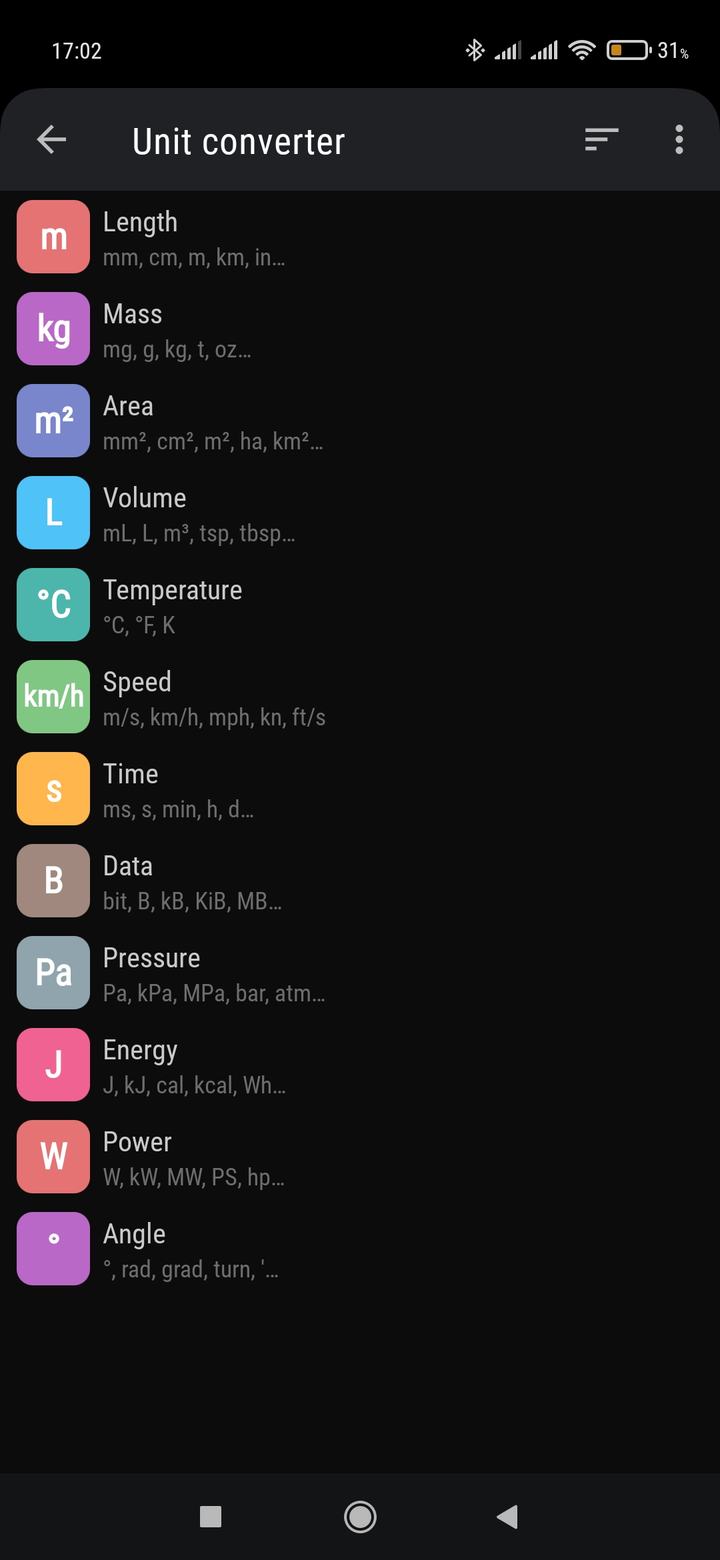 17:02 31%
Unit converter
m Length
mm, cm, m, km, in…
kg Mass
mg, g, kg, t, oz…
m² Area
mm², cm², m², ha, km²…
L Volume
mL, L, m³, tsp, tbsp…
°C Temperature
°C, °F, K
km/h Speed
m/s, km/h, mph, kn, ft/s
s Time
ms, s, min, h, d…
B Data
bit, B, kB, KiB, MB…
Pa Pressure
Pa, kPa, MPa, bar, atm…
J Energy
J, kJ, cal, kcal, Wh…
W Power
W, kW, MW, PS, hp…
° Angle
°, rad, grad, turn, '…